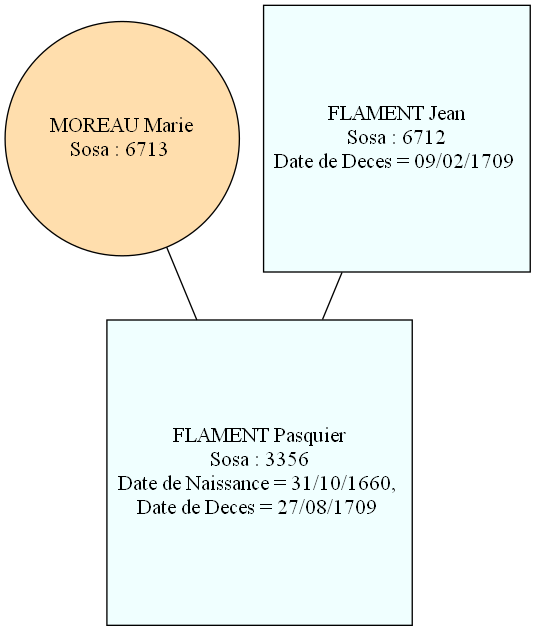 MOREAU Marie
Sosa : 6713
FLAMENT Jean
Sosa : 6712
Date de Deces = 09/02/1709
FLAMENT Pasquier
Sosa : 3356
Date de Naissance = 31/10/1660,
Date de Deces = 27/08/1709